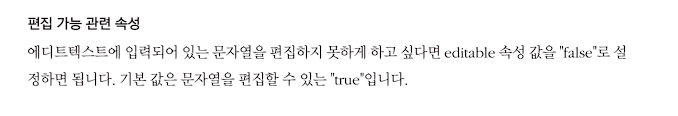 편집 가능 관련 속성
에디트텍스트에 입력되어 있는 문자열을 편집하지 못하게 하고 싶다면 editable 속성 값을 "false"로 설
정하면 됩니다. 기본 값은 문자열을 편집할 수 있는 "true"입니다.